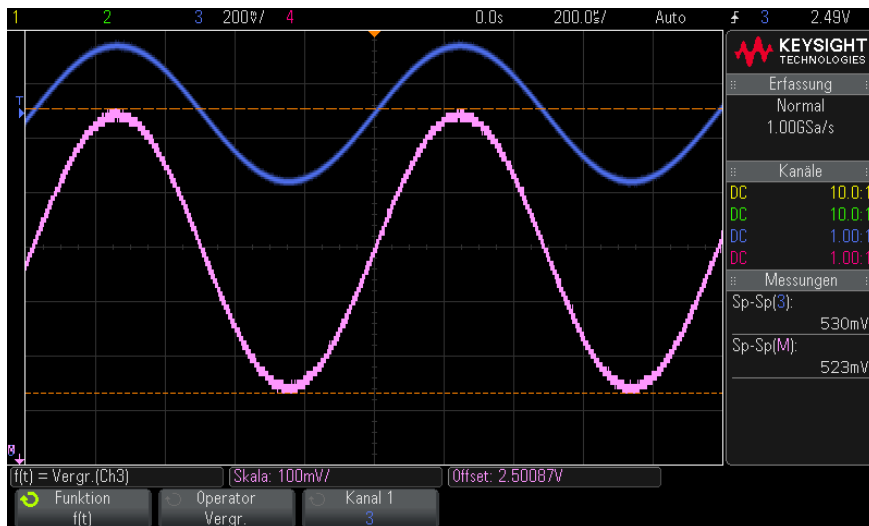 1 2 3 200mV/ 4 0.0s 200.0µs/ Auto 3 2.49V
KEYSIGHT
TECHNOLOGIES
Erfassung
Normal
1.00GSa/s
Kanäle
DC 10.0:1
DC 10.0:1
DC 1.00:1
DC 1.00:1
Messungen
Sp-Sp(3):
530mV
Sp-Sp(M):
523mV
T
M
f(t) = Vergr.(Ch3) Skala: 100mV/ Offset: 2.50087V
Funktion Operator Kanal 1
f(t) Vergr. 3